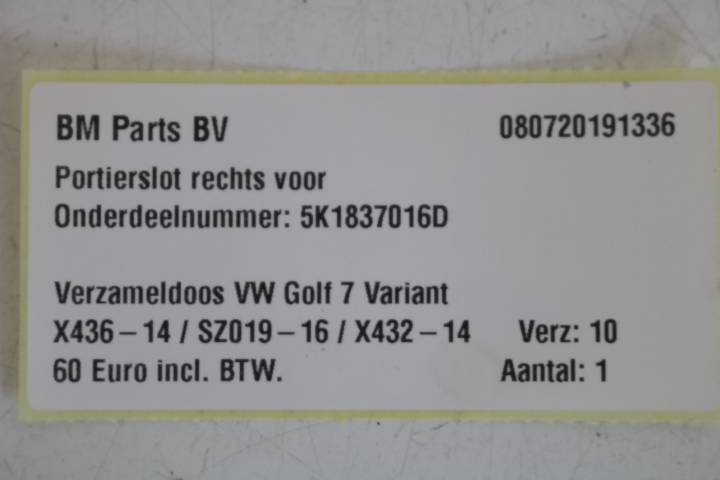 BM Parts BV 080720191336
Portierslot rechts voor
Onderdeelnummer: 5K1837016D
Verzameldoos VW Golf 7 Variant
X436-14 / SZ019-16 / X432-14 Verz: 10
60 Euro incl. BTW. Aantal: 1